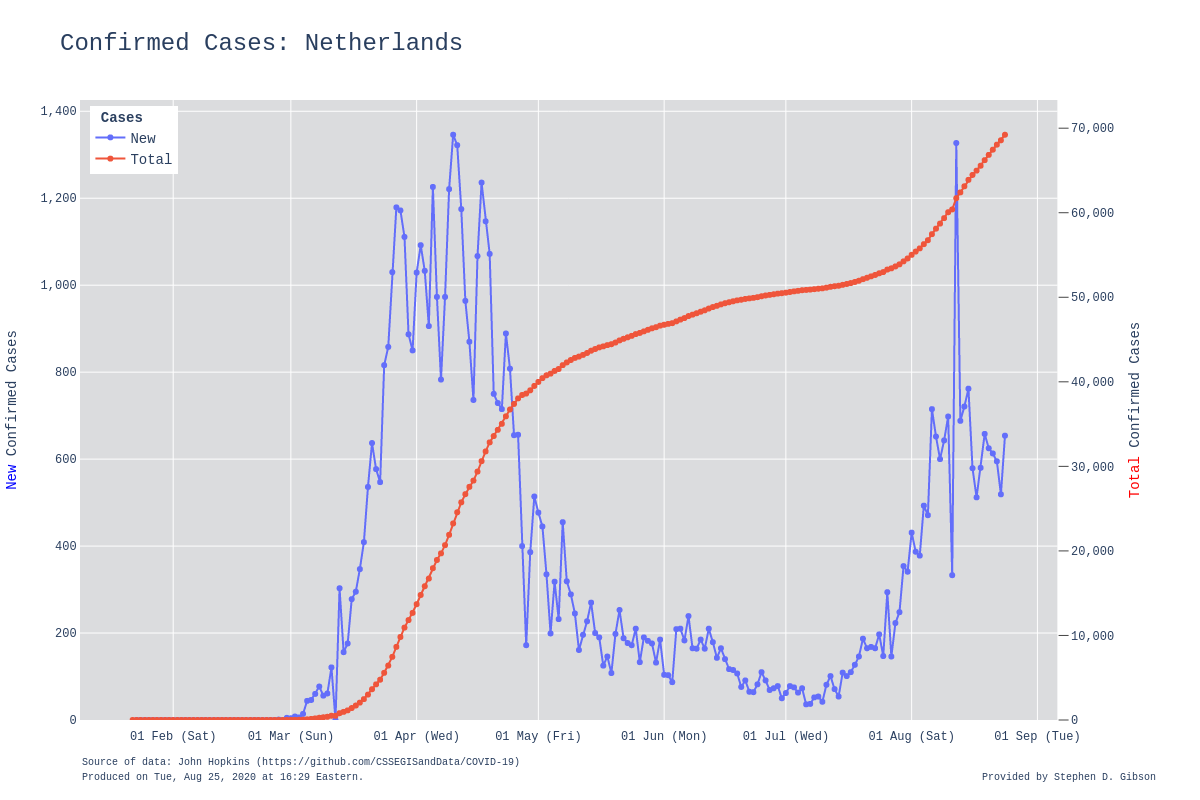 Confirmed Cases: Netherlands
Cases
New
Total
1,400
1,200
1,000
800
600
400
200
0
70,000
60,000
50,000
40,000
30,000
20,000
10,000
0
New Confirmed Cases
Total Confirmed Cases
01 Feb (Sat) 01 Mar (Sun) 01 Apr (Wed) 01 May (Fri) 01 Jun (Mon) 01 Jul (Wed) 01 Aug (Sat) 01 Sep (Tue)
Source of data: John Hopkins (https://github.com/CSSEGISandData/COVID-19)
Produced on Tue, Aug 25, 2020 at 16:29 Eastern.
Provided by Stephen D. Gibson